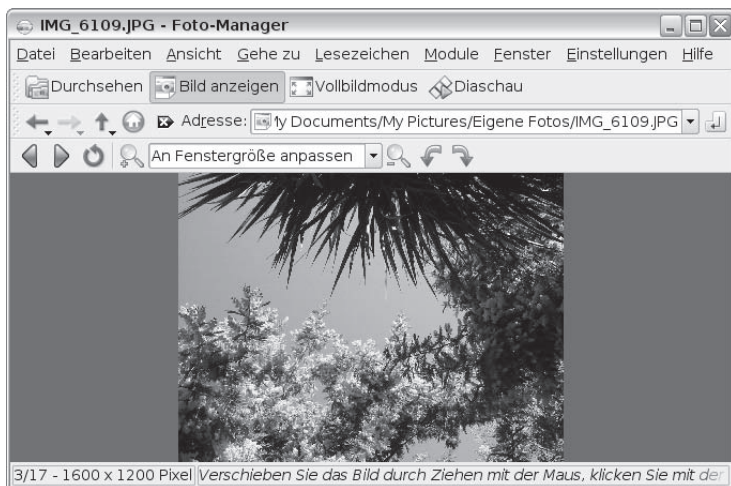 IMG_6109.JPG - Foto-Manager
Datei Bearbeiten Ansicht Gehe zu Lesezeichen Module Fenster Einstellungen Hilfe
Durchsehen Bild anzeigen Vollbildmodus Diaschau
Adresse: My Documents/My Pictures/Eigene Fotos/IMG_6109.JPG
An Fenstergröße anpassen
3/17 - 1600 x 1200 Pixel Verschieben Sie das Bild durch Ziehen mit der Maus, klicken Sie mit der